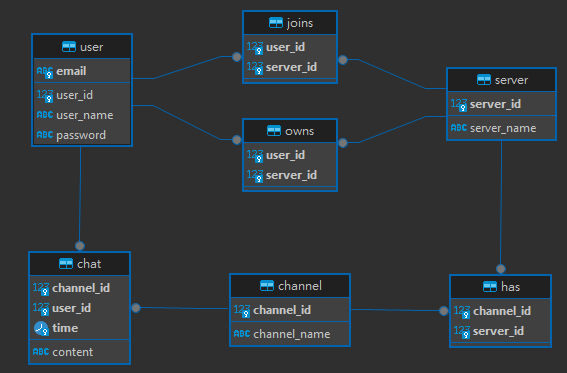 user
ABC email
123 user_id
ABC user_name
ABC password
joins
123 user_id
123 server_id
owns
123 user_id
123 server_id
server
123 server_id
ABC server_name
chat
123 channel_id
123 user_id
time
ABC content
channel
123 channel_id
ABC channel_name
has
123 channel_id
123 server_id